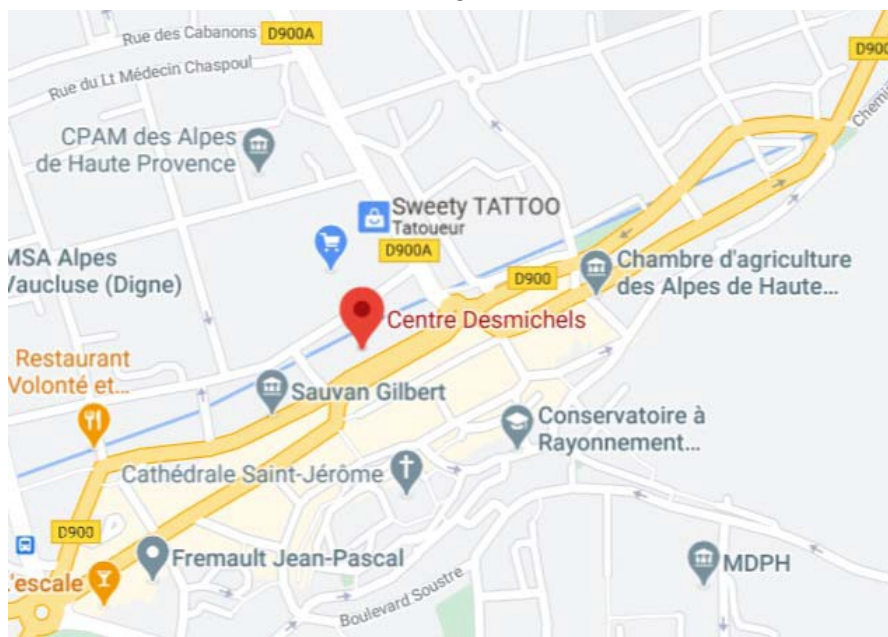 Rue des Cabanons
D900A
D900
Rue du Lt Médecin Chaspoul
CPAM des Alpes
de Haute Provence
Sweety TATTOO
Tatoueur
D900A
MSA Alpes
Vaucluse (Digne)
D900
Chambre d'agriculture
des Alpes de Haute...
Centre Desmichels
Restaurant
Volonté et...
Sauvan Gilbert
Conservatoire à
Rayonnement...
Cathédrale Saint-Jérôme
D900
Fremault Jean-Pascal
L'escale
MDPH
Boulevard Soustre